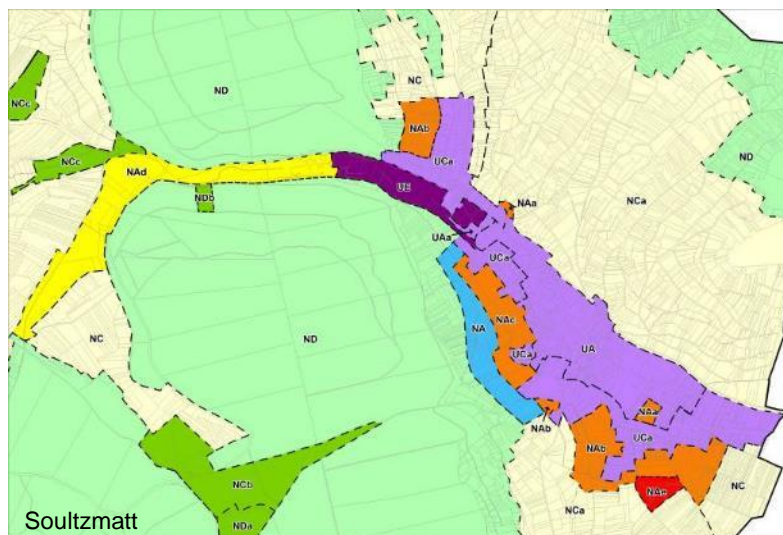 NC
NCc
ND
NAb
UCa
NCc
NAd
ND
NDb
UE
NAa
NCa
UAa
UCa
NC
ND
NA
NAc
UCa
UA
NAb
NAa
UCa
NAb
NCb
NAe
NC
NCa
NDa
Soultzmatt